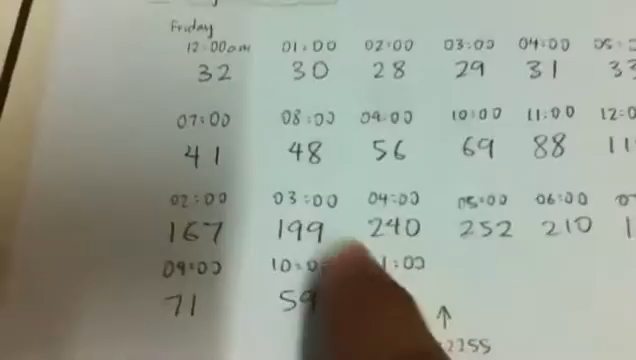 Friday
12:00am 01:00 02:00 03:00 04:00
32 30 28 29 31
07:00 08:00 09:00 10:00 11:00
41 48 56 69 88
02:00 03:00 04:00 05:00 06:00
167 199 240 252 210
09:00
71 59
↑